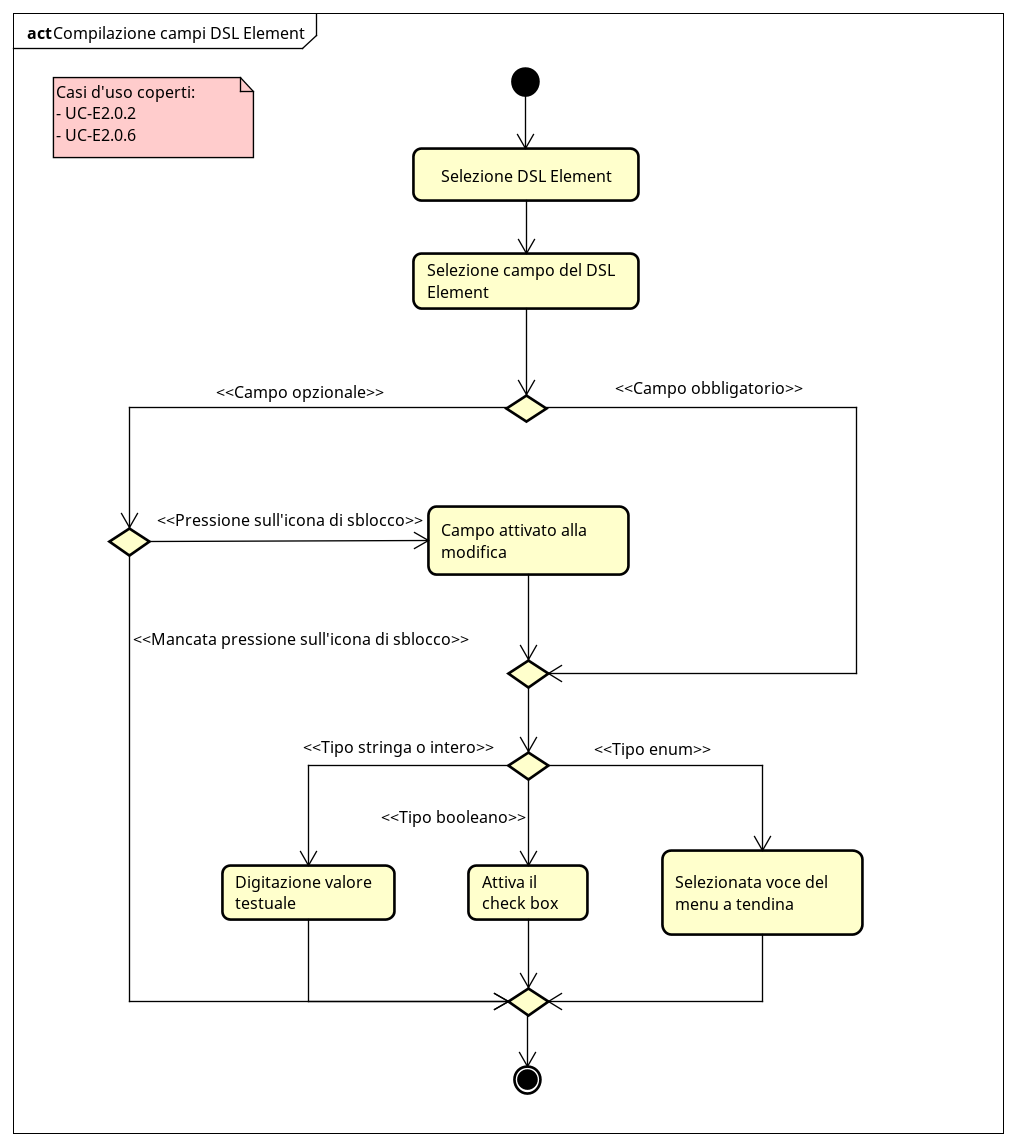 act Compilazione campi DSL Element
Casi d'uso coperti:
- UC-E2.0.2
- UC-E2.0.6
Selezione DSL Element
Selezione campo del DSL
Element
<<Campo opzionale>>
<<Campo obbligatorio>>
<<Pressione sull'icona di sblocco>>
Campo attivato alla
modifica
<<Mancata pressione sull'icona di sblocco>>
<<Tipo stringa o intero>>
<<Tipo enum>>
<<Tipo booleano>>
Digitazione valore
testuale
Attiva il
check box
Selezionata voce del
menu a tendina